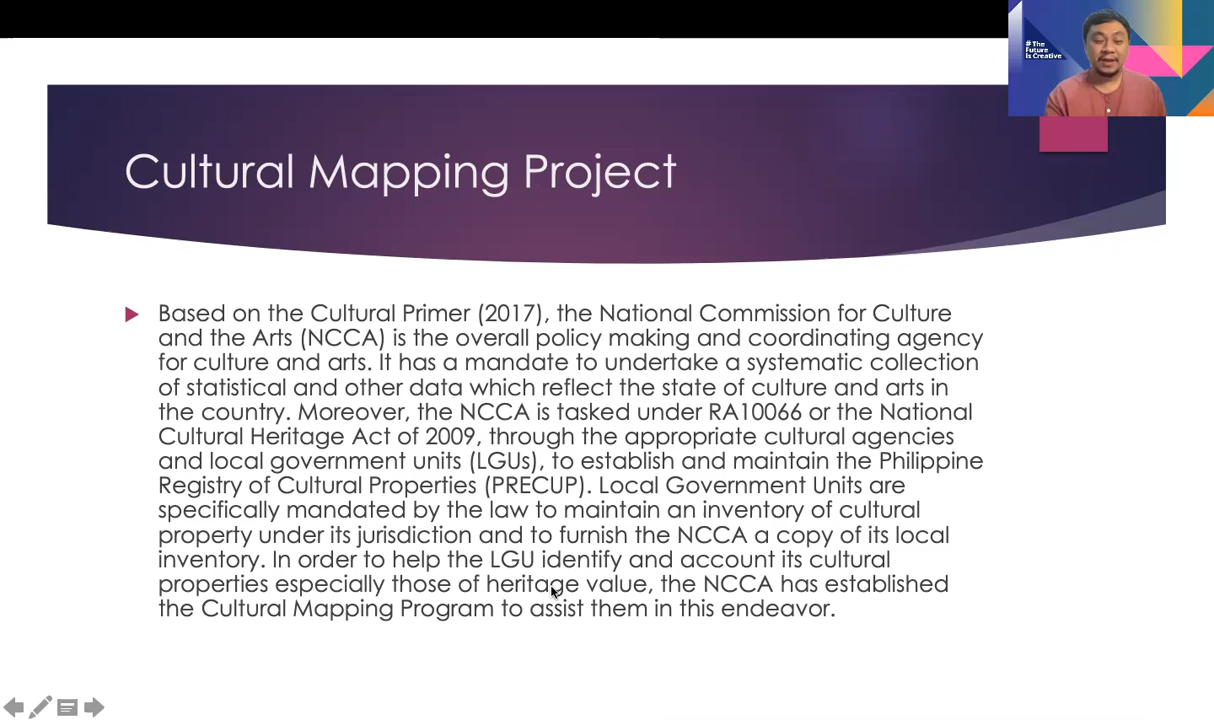 # The
Future
is Creative
Cultural Mapping Project
Based on the Cultural Primer (2017), the National Commission for Culture
and the Arts (NCCA) is the overall policy making and coordinating agency
for culture and arts. It has a mandate to undertake a systematic collection
of statistical and other data which reflect the state of culture and arts in
the country. Moreover, the NCCA is tasked under RA10066 or the National
Cultural Heritage Act of 2009, through the appropriate cultural agencies
and local government units (LGUs), to establish and maintain the Philippine
Registry of Cultural Properties (PRECUP). Local Government Units are
specifically mandated by the law to maintain an inventory of cultural
property under its jurisdiction and to furnish the NCCA a copy of its local
inventory. In order to help the LGU identify and account its cultural
properties especially those of heritage value, the NCCA has established
the Cultural Mapping Program to assist them in this endeavor.